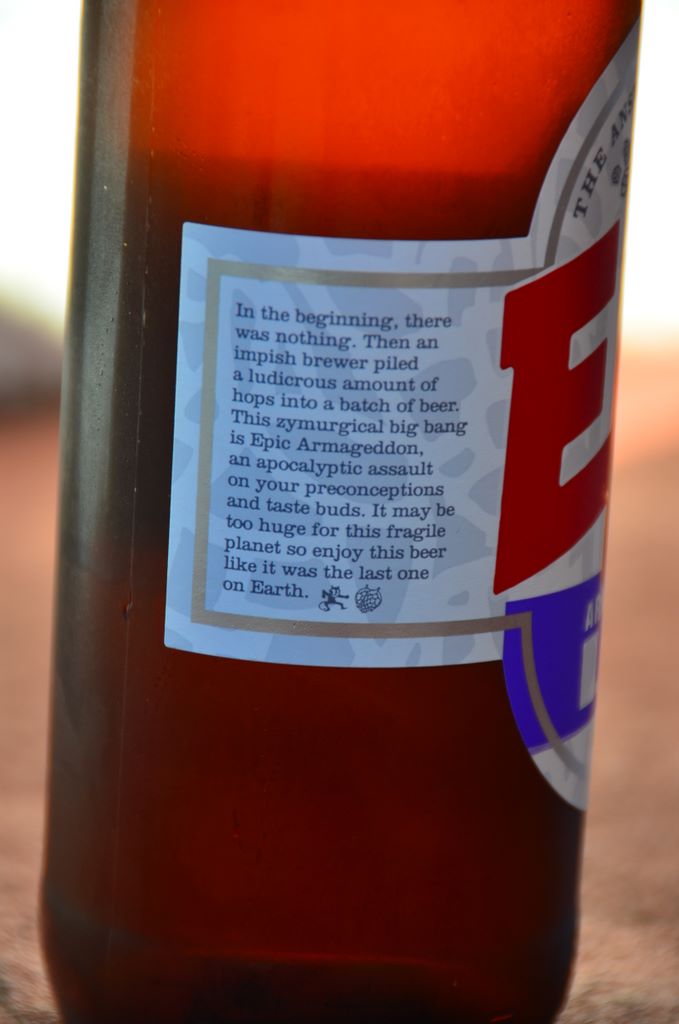 In the beginning, there
was nothing. Then an
impish brewer piled
a ludicrous amount of
hops into a batch of beer.
This zymurgical big bang
is Epic Armageddon,
an apocalyptic assault
on your preconceptions
and taste buds. It may be
too huge for this fragile
planet so enjoy this beer
like it was the last one
on Earth.
THE
E